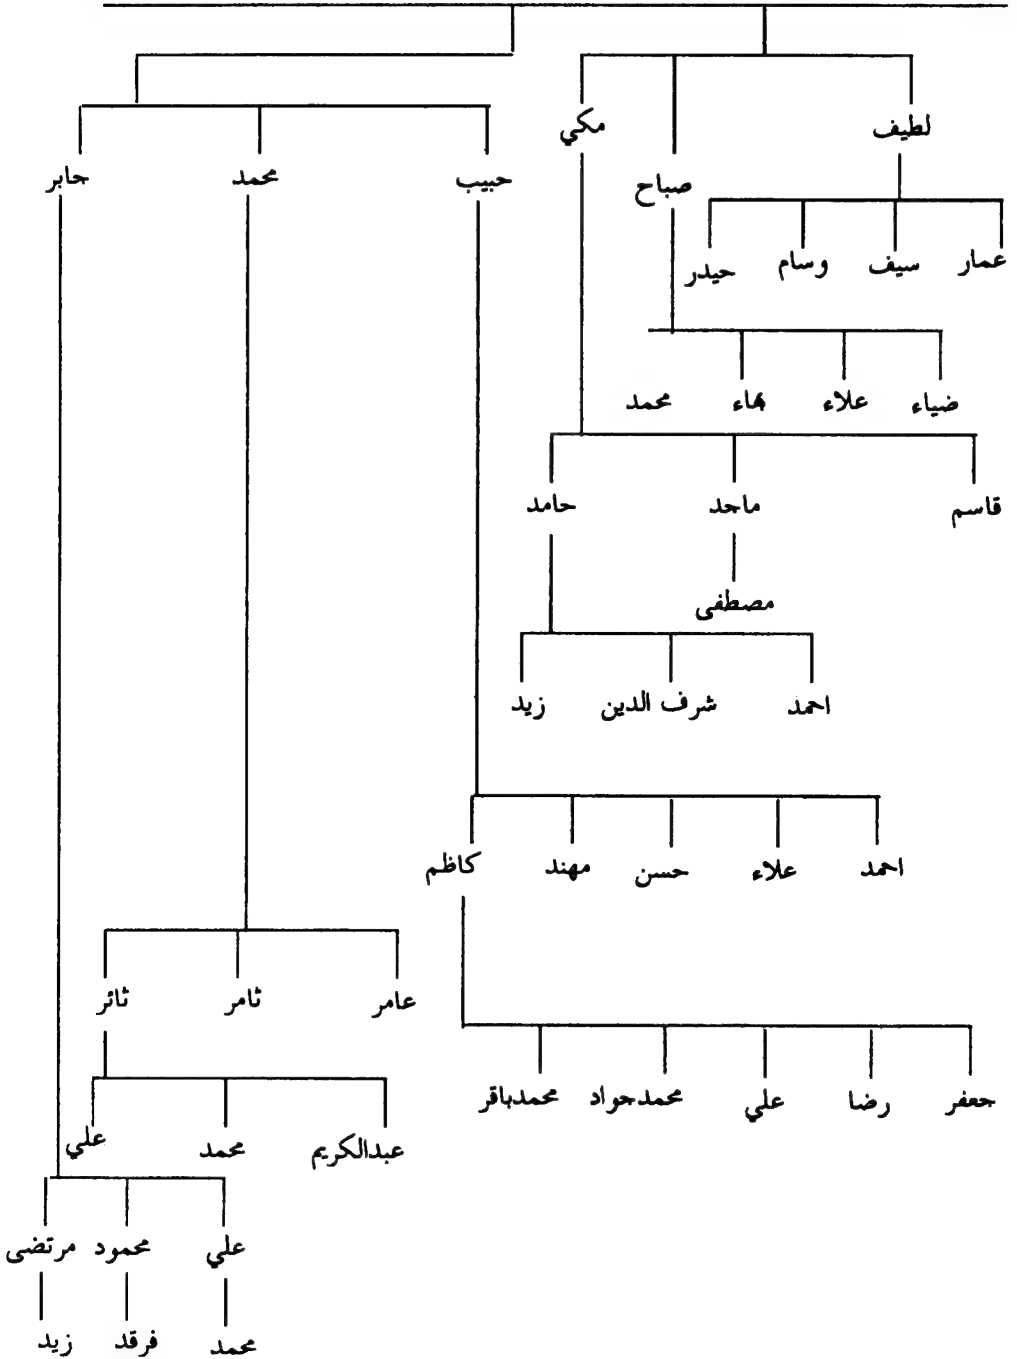 لطيف مكي
حبيب محمد جابر
صباح
عمار سيف وسام حيدر
ضياء علاء بهاء محمد
قاسم ماجد حامد
مصطفى
احمد شرف الدين زيد
احمد علاء حسن مهند كاظم
عامر ثامر ثائر
جعفر رضا علي محمدجواد محمدباقر
عبدالكريم محمد علي
علي محمود مرتضى
محمد فرقد زيد